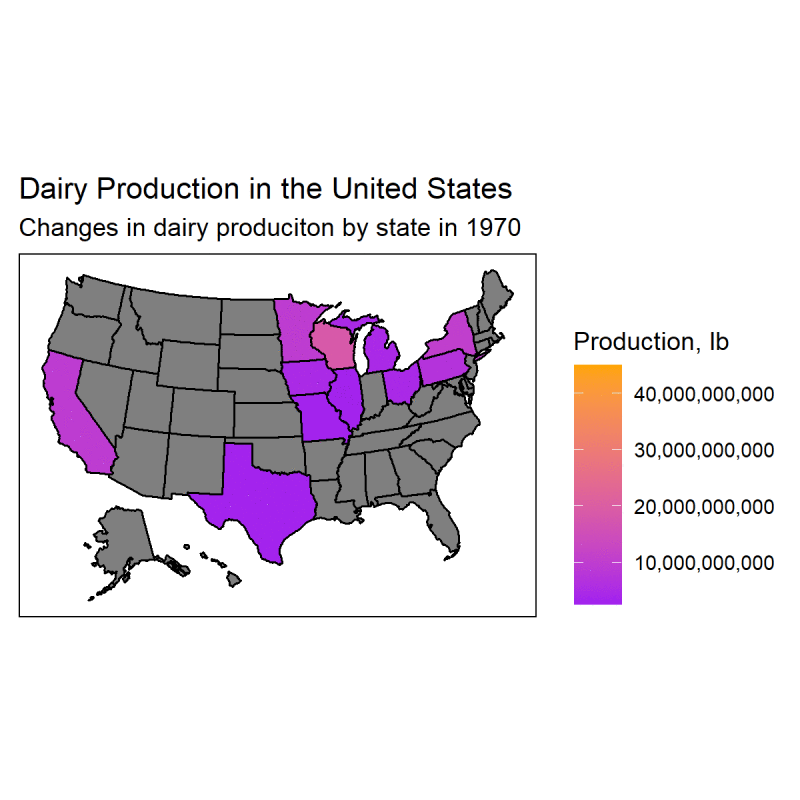 Dairy Production in the United States
Changes in dairy produciton by state in 1970
Production, lb
40,000,000,000
30,000,000,000
20,000,000,000
10,000,000,000